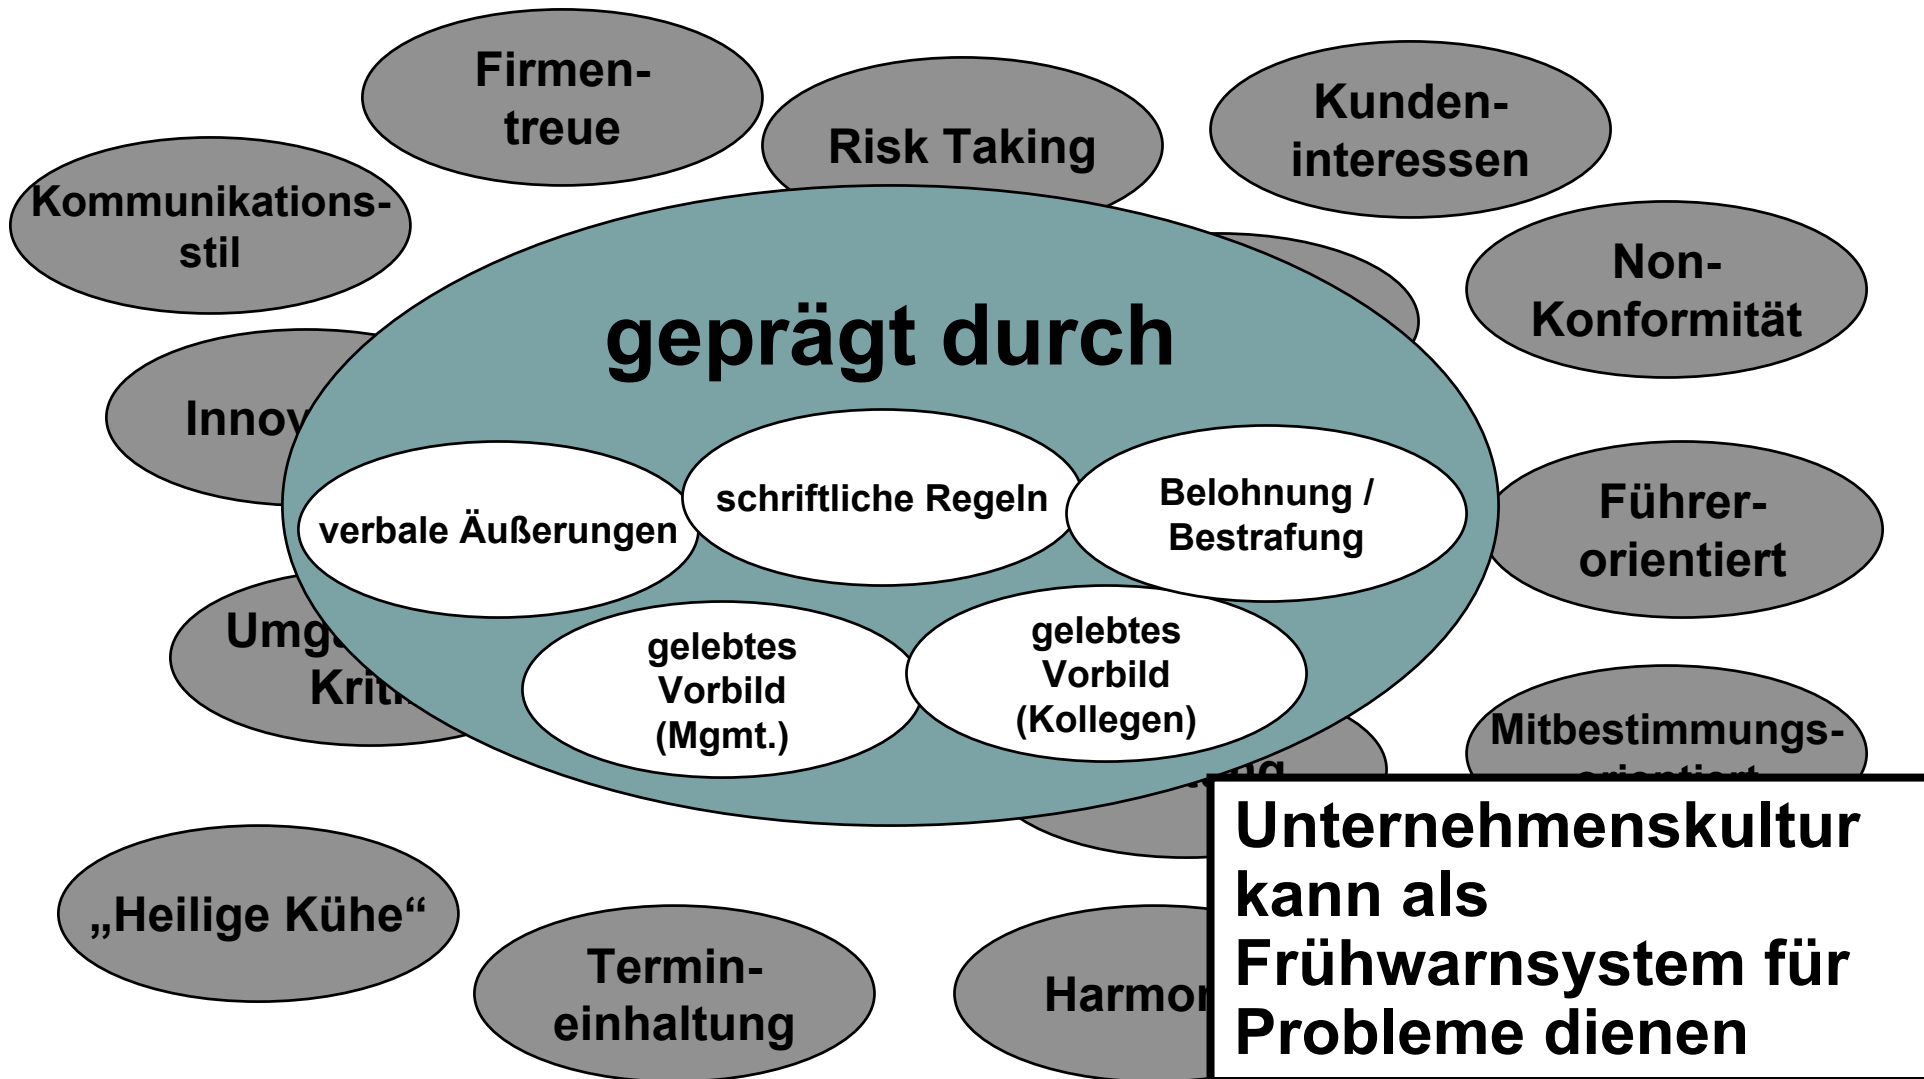 Firmen-
treue
Risk Taking
Kunden-
interessen
Kommunikations-
stil
Non-
Konformität
geprägt durch
verbale Äußerungen
schriftliche Regeln
Belohnung /
Bestrafung
Führer-
orientiert
gelebtes
Vorbild
(Mgmt.)
gelebtes
Vorbild
(Kollegen)
Mitbestimmungs-
orientiert
„Heilige Kühe“
Termin-
einhaltung
Unternehmenskultur
kann als
Frühwarnsystem für
Probleme dienen